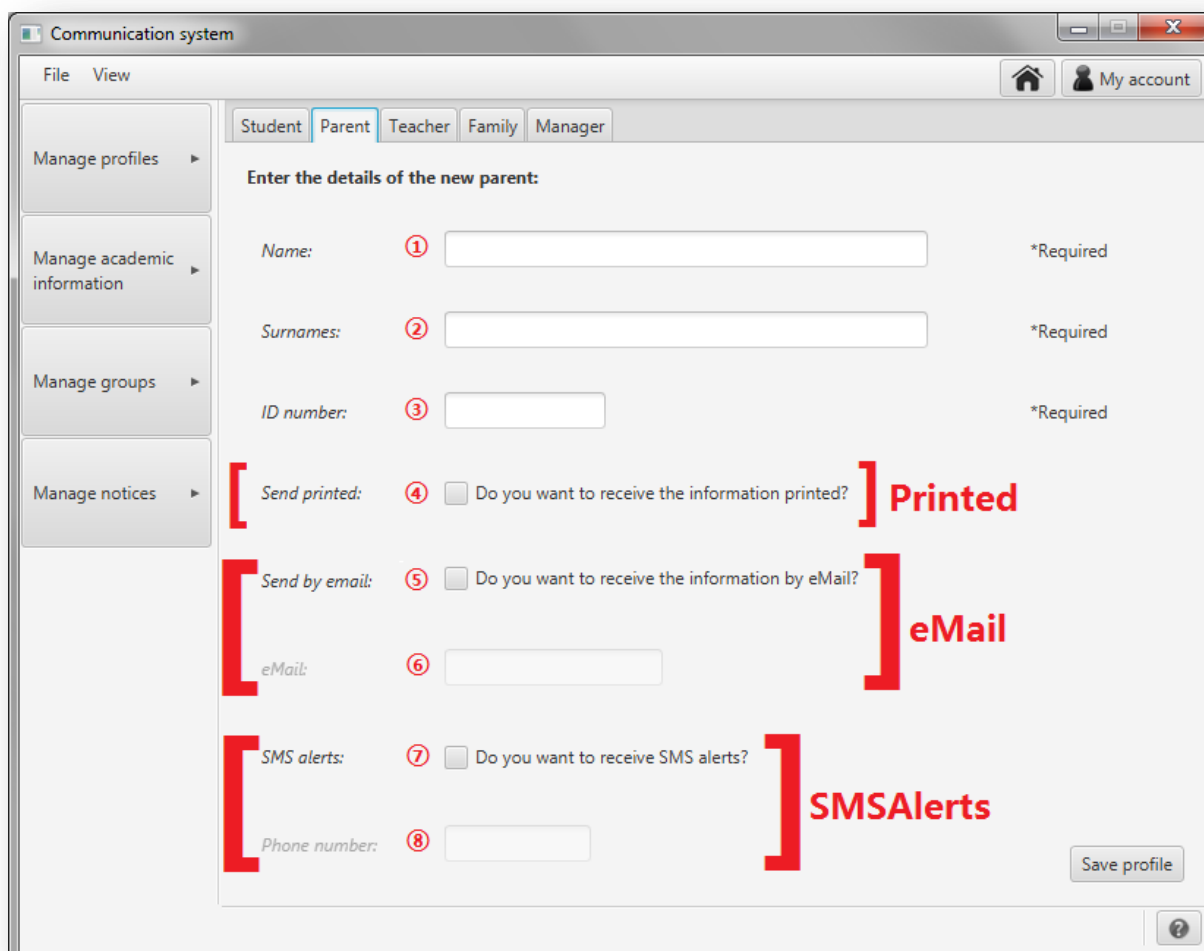 Communication system
File View My account
Student Parent Teacher Family Manager
Manage profiles
Enter the details of the new parent:
Name: ① *Required
Manage academic
information
Surnames: ② *Required
Manage groups
ID number: ③ *Required
Manage notices
Send printed: ④ Do you want to receive the information printed? Printed
Send by email: ⑤ Do you want to receive the information by eMail?
eMail
eMail: ⑥
SMS alerts: ⑦ Do you want to receive SMS alerts?
SMSAlerts
Phone number: ⑧
Save profile
?